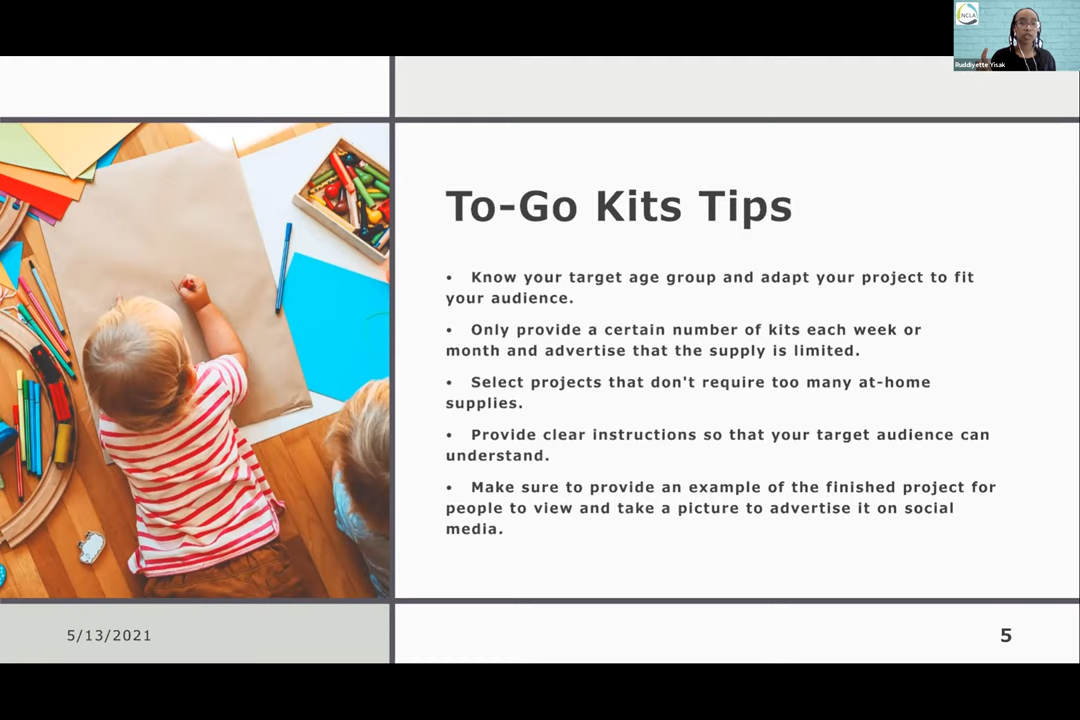 NCLA
Ruddiyette Yisak
To-Go Kits Tips
• Know your target age group and adapt your project to fit
your audience.
• Only provide a certain number of kits each week or
month and advertise that the supply is limited.
• Select projects that don't require too many at-home
supplies.
• Provide clear instructions so that your target audience can
understand.
• Make sure to provide an example of the finished project for
people to view and take a picture to advertise it on social
media.
5/13/2021
5